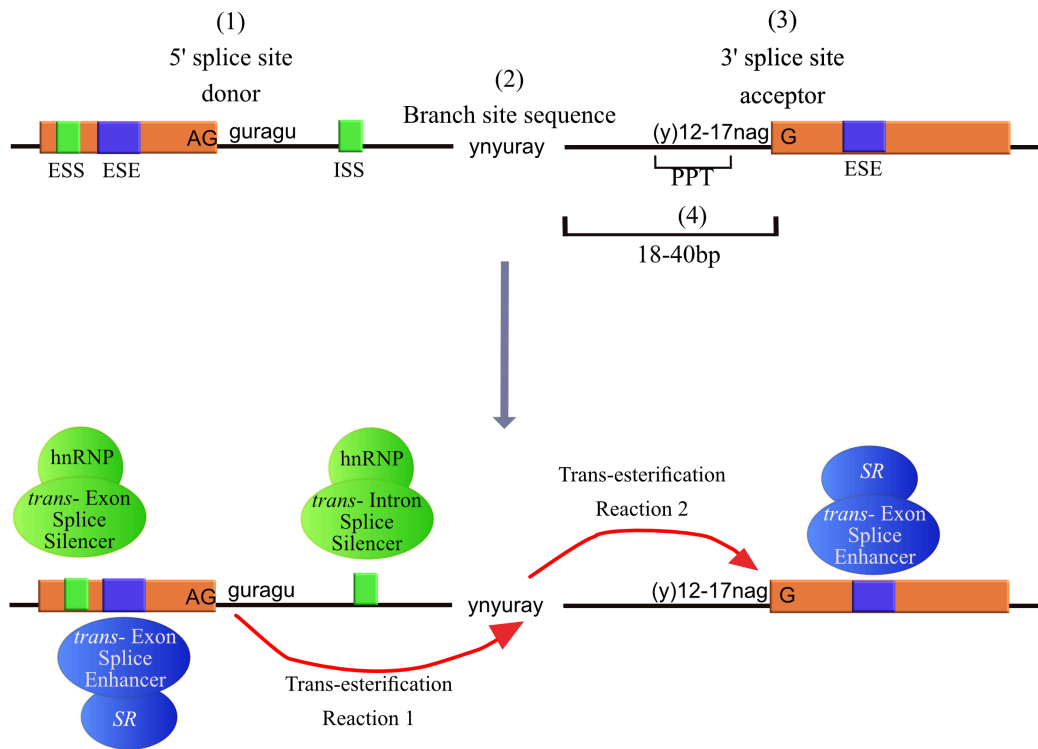 (1)
5' splice site
donor
(2)
Branch site sequence
(3)
3' splice site
acceptor
AG guragu
ynyuray
(y)12-17nag G
ESS ESE ISS
PPT
ESE
(4)
18-40bp
hnRNP
trans- Exon
Splice
Silencer
hnRNP
trans- Intron
Splice
Silencer
Trans-esterification
Reaction 2
SR
trans- Exon
Splice
Enhancer
AG guragu
ynyuray
(y)12-17nag G
trans- Exon
Splice
Enhancer
SR
Trans-esterification
Reaction 1